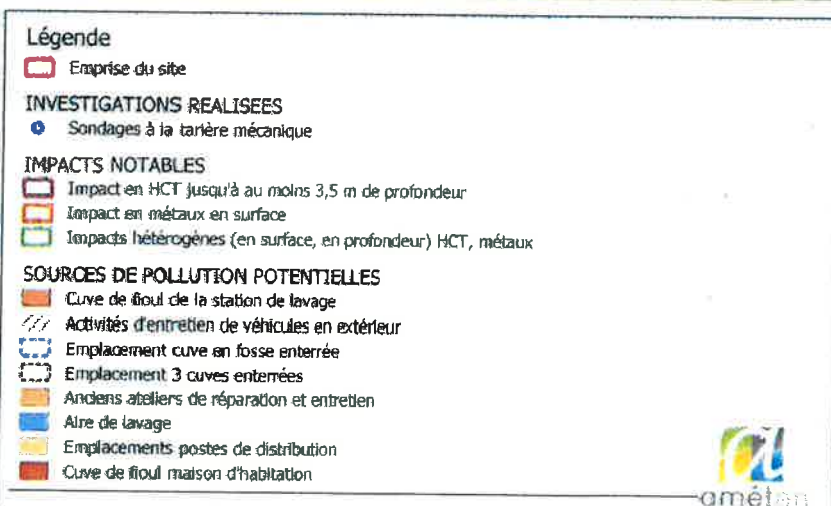 Légende
Emprise du site
INVESTIGATIONS REALISEES
Sondages à la tarière mécanique
IMPACTS NOTABLES
Impact en HCT jusqu'à au moins 3,5 m de profondeur
Impact en métaux en surface
Impacts hétérogènes (en surface, en profondeur) HCT, métaux
SOURCES DE POLLUTION POTENTIELLES
Cuve de fioul de la station de lavage
Activités d'entretien de véhicules en extérieur
Emplacement cuve en fosse enterrée
Emplacement 3 cuves enterrées
Anciens ateliers de réparation et entretien
Aire de lavage
Emplacements postes de distribution
Cuve de fioul maison d'habitation
améten